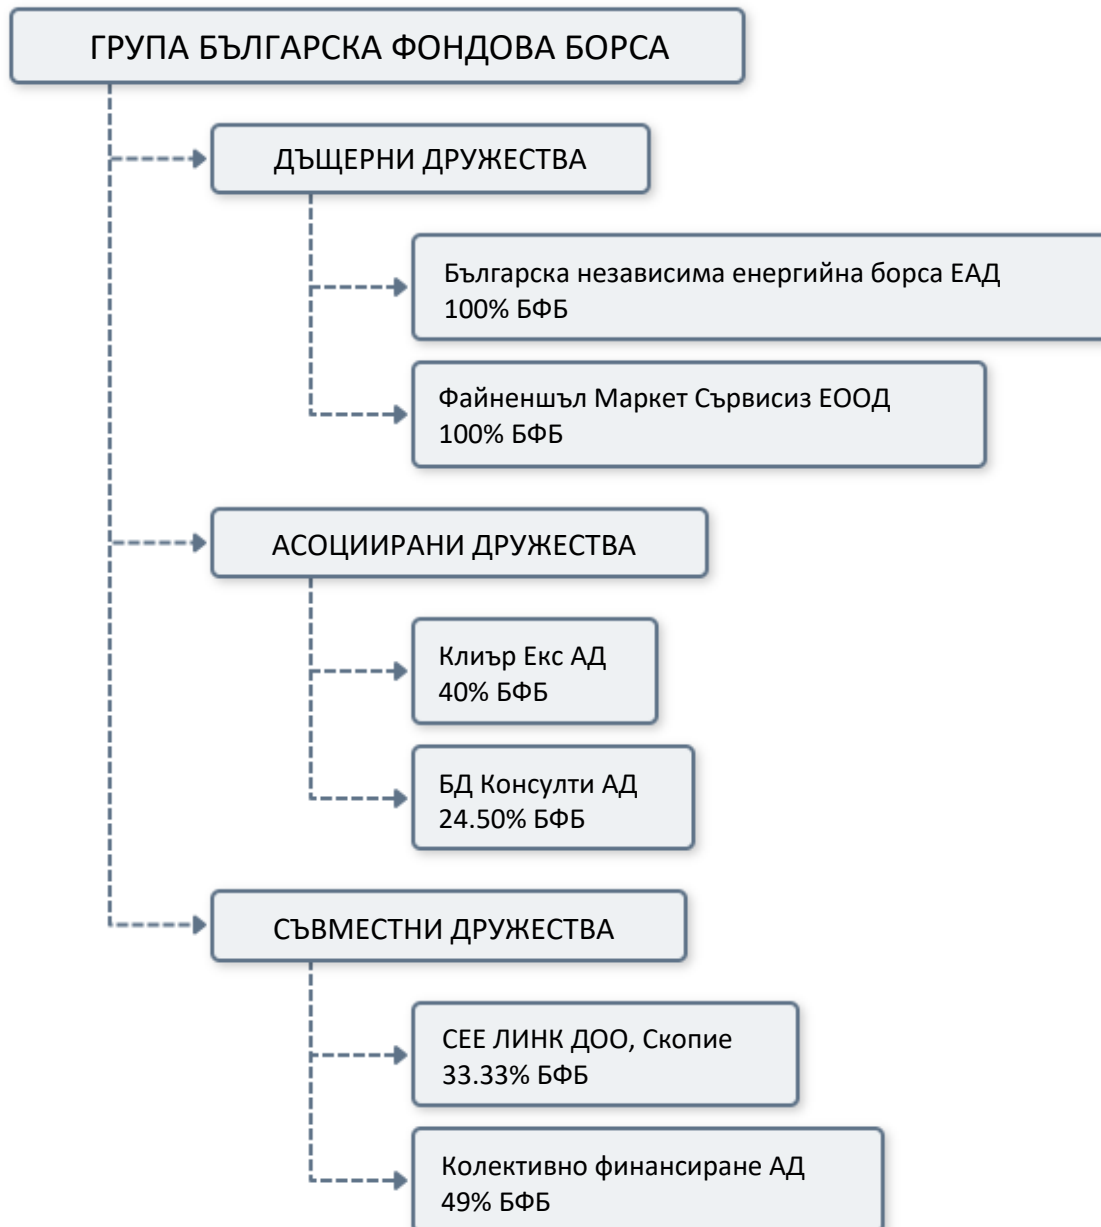 ГРУПА БЪЛГАРСКА ФОНДОВА БОРСА
ДЪЩЕРНИ ДРУЖЕСТВА
Българска независима енергийна борса ЕАД
100% БФБ
Файненшъл Маркет Сървисиз ЕООД
100% БФБ
АСОЦИИРАНИ ДРУЖЕСТВА
Клиър Екс АД
40% БФБ
БД Консулти АД
24.50% БФБ
СЪВМЕСТНИ ДРУЖЕСТВА
СЕЕ ЛИНК ДОО, Скопие
33.33% БФБ
Колективно финансиране АД
49% БФБ